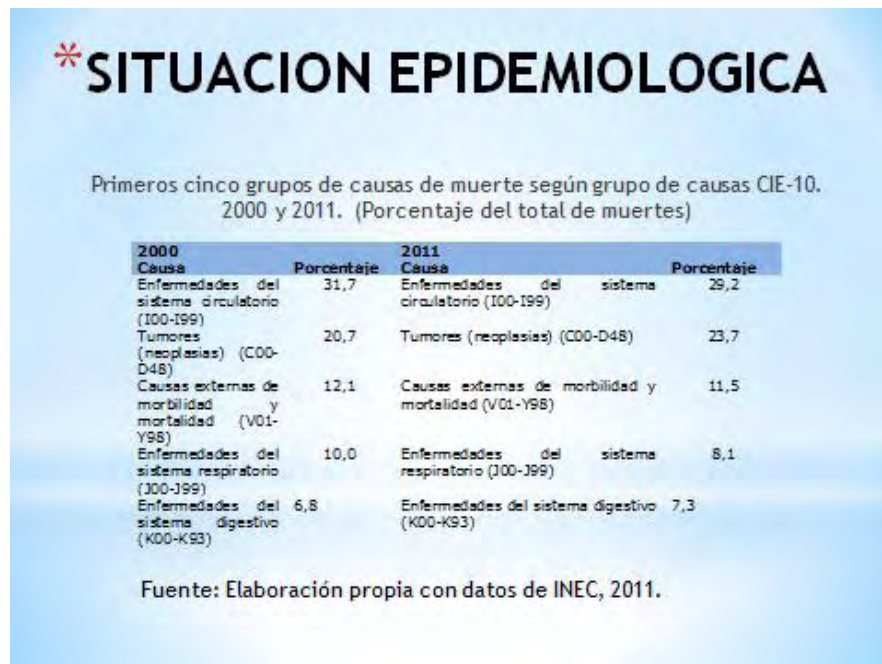 *SITUACION EPIDEMIOLOGICA
Primeros cinco grupos de causas de muerte según grupo de causas CIE-10.
2000 y 2011. (Porcentaje del total de muertes)
2000 2011
Causa Porcentaje Causa Porcentaje
Enfermedades del 31,7 Enfermedades del sistema 29,2
sistema circulatorio circulatorio (I00-I99)
(I00-I99)
Tumores 20,7 Tumores (neoplasias) (C00-D48) 23,7
(neoplasias) (C00-
D48)
Causas externas de 12,1 Causas externas de morbilidad y 11,5
morbilidad y mortalidad (V01-Y98)
mortalidad (V01-
Y98)
Enfermedades del 10,0 Enfermedades del sistema 8,1
sistema respiratorio respiratorio (J00-J99)
(J00-J99)
Enfermedades del 6,8 Enfermedades del sistema digestivo 7,3
sistema digestivo (K00-K93)
(K00-K93)
Fuente: Elaboración propia con datos de INEC, 2011.